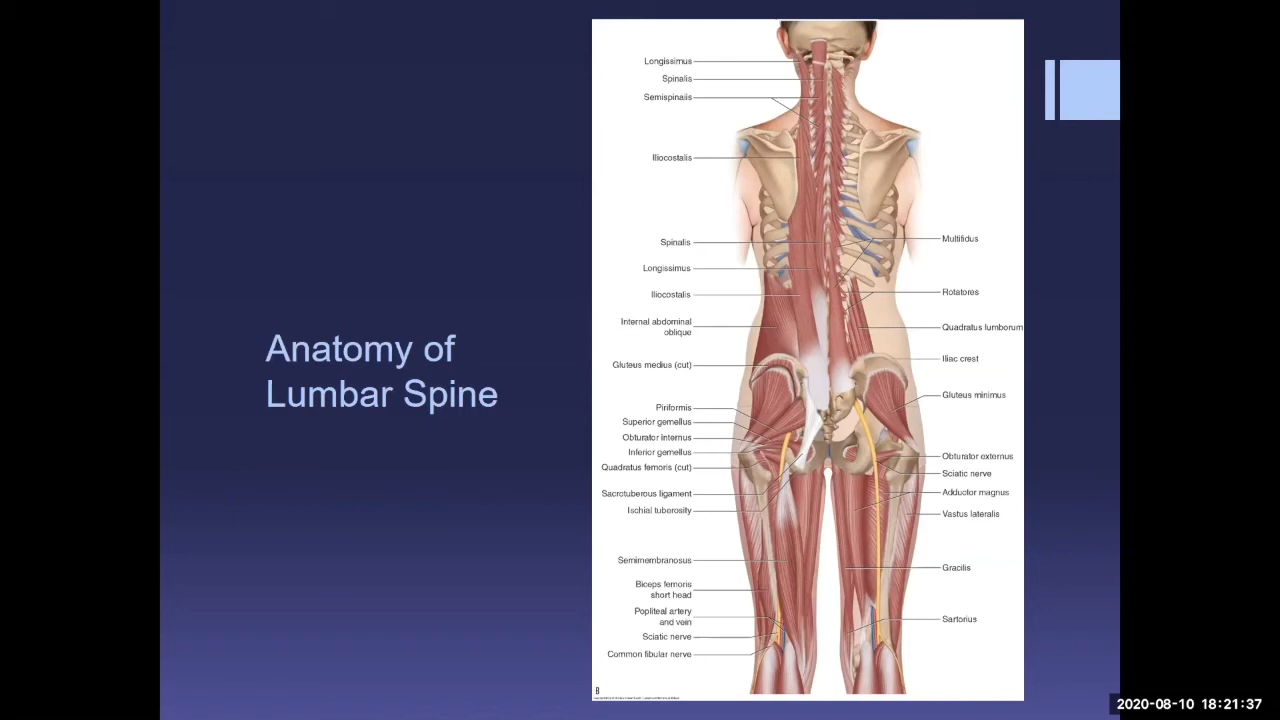 Anatomy of
Lumbar Spine
Longissimus
Spinalis
Semispinalis
Iliocostalis
Spinalis
Longissimus
Iliocostalis
Internal abdominal
oblique
Gluteus medius (cut)
Piriformis
Superior gemellus
Obturator internus
Inferior gemellus
Quadratus femoris (cut)
Sacrotuberous ligament
Ischial tuberosity
Semimembranosus
Biceps femoris
short head
Popliteal artery
and vein
Sciatic nerve
Common fibular nerve
Multifidus
Rotatores
Quadratus lumborum
Iliac crest
Gluteus minimus
Obturator externus
Sciatic nerve
Adductor magnus
Vastus lateralis
Gracilis
Sartorius
B
2020-08-10 18:21:37